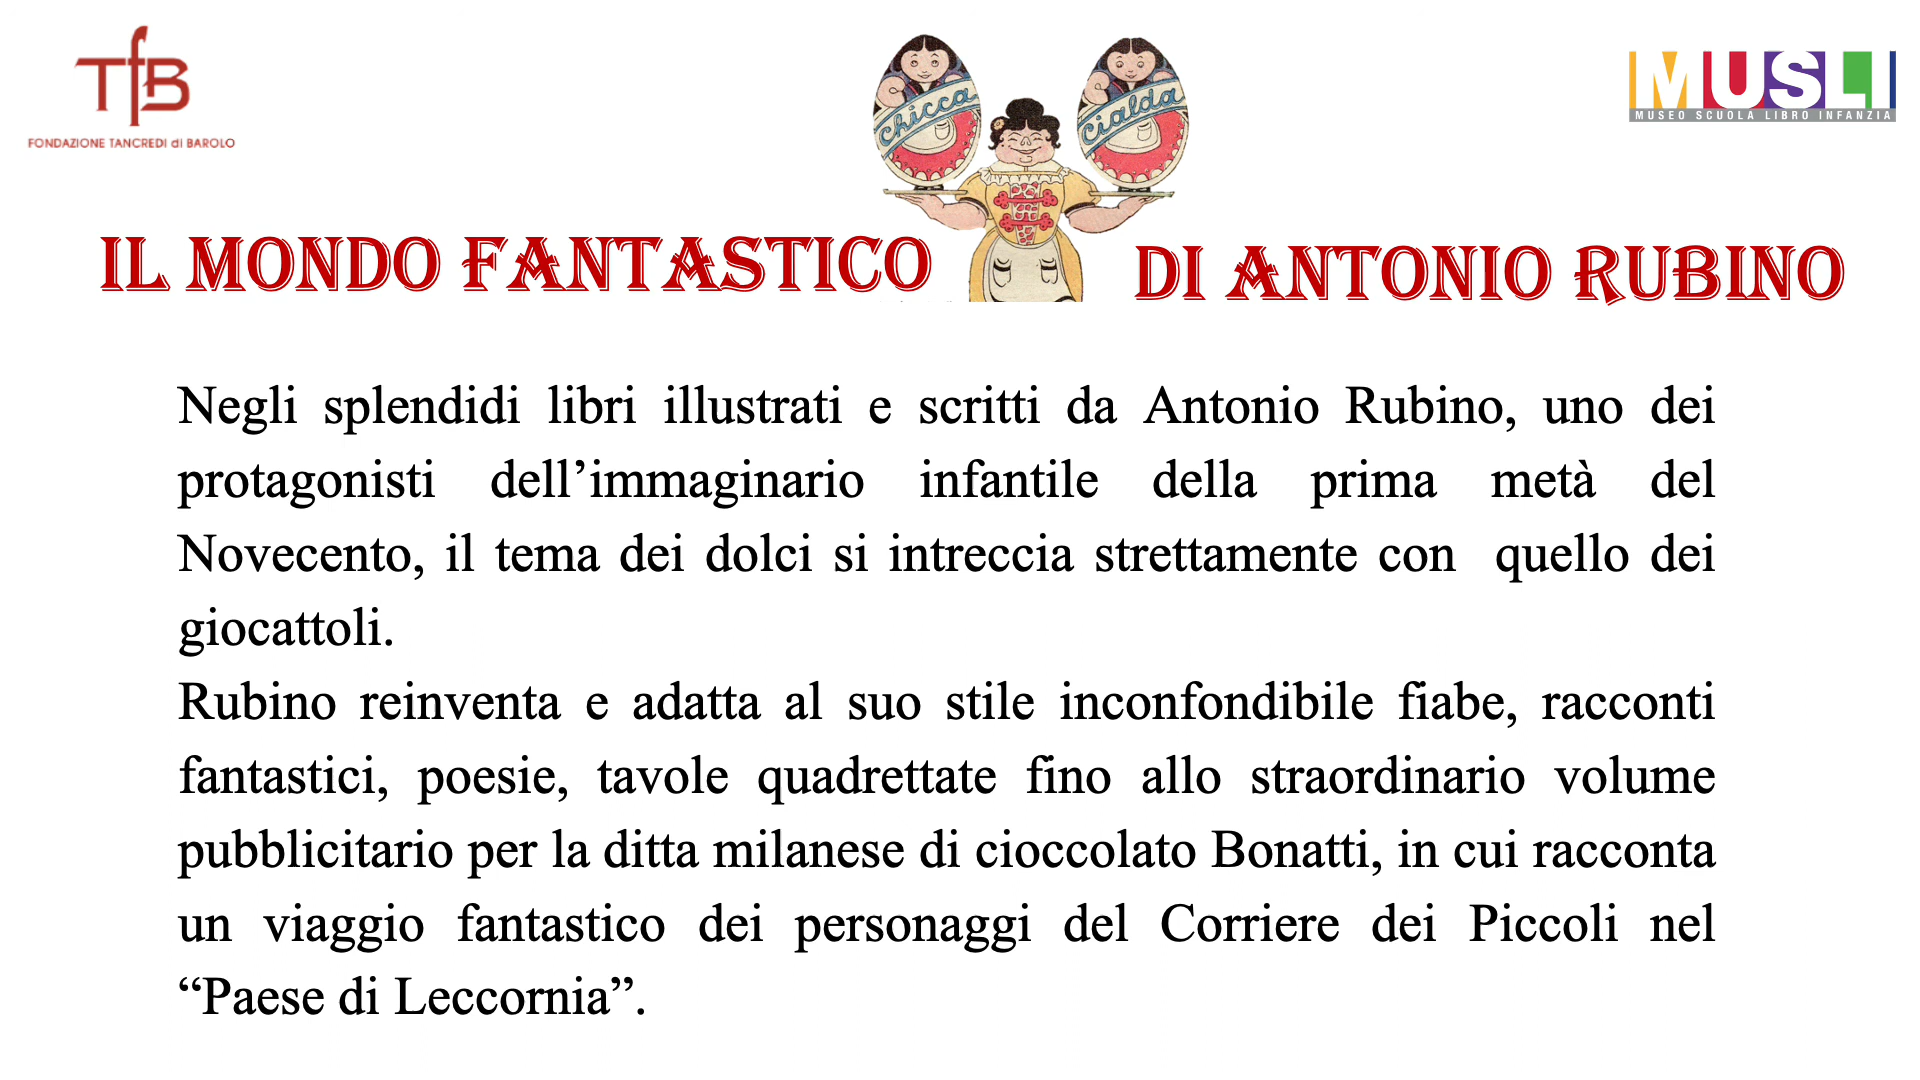 TfB
FONDAZIONE TANCREDI di BAROLO
chicca
cialda
MUSLI
MUSEO SCUOLA LIBRO INFANZIA
IL MONDO FANTASTICO
DI ANTONIO RUBINO
Negli splendidi libri illustrati e scritti da Antonio Rubino, uno dei
protagonisti dell’immaginario infantile della prima metà del
Novecento, il tema dei dolci si intreccia strettamente con quello dei
giocattoli.
Rubino reinventa e adatta al suo stile inconfondibile fiabe, racconti
fantastici, poesie, tavole quadrettate fino allo straordinario volume
pubblicitario per la ditta milanese di cioccolato Bonatti, in cui racconta
un viaggio fantastico dei personaggi del Corriere dei Piccoli nel
“Paese di Leccornia”.